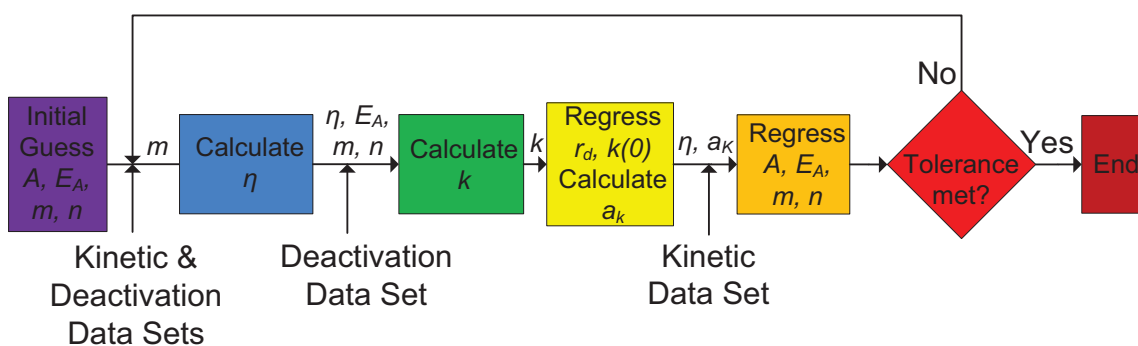 No
Initial
Guess
A, E_A,
m, n
m
Calculate
η
η, E_A,
m, n
Calculate
k
k
Regress
r_d, k(0)
Calculate
a_k
η, a_K
Regress
A, E_A,
m, n
Tolerance
met?
Yes
End
Kinetic &
Deactivation
Data Sets
Deactivation
Data Set
Kinetic
Data Set